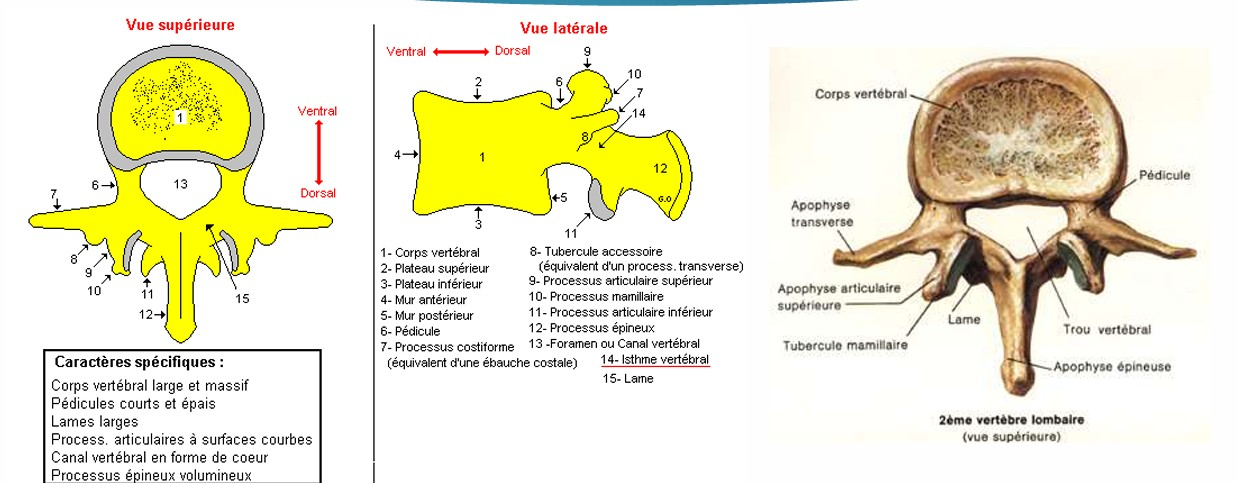 Vue supérieure
1
Ventral
Dorsal
13
6
7
8
9
10
11
12
15
Caractères spécifiques :
Corps vertébral large et massif
Pédicules courts et épais
Lames larges
Process. articulaires à surfaces courbes
Canal vertébral en forme de coeur
Processus épineux volumineux
Vue latérale
Ventral
Dorsal
9
10
2
6
7
14
8
4
1
12
5
6.0
3
11
1- Corps vertébral
2- Plateau supérieur
3- Plateau inférieur
4- Mur antérieur
5- Mur postérieur
6- Pédicule
7- Processus costiforme
(équivalent d'une ébauche costale)
8- Tubercule accessoire
(équivalent d'un process. transverse)
9- Processus articulaire supérieur
10- Processus mamillaire
11- Processus articulaire inférieur
12- Processus épineux
13 -Foramen ou Canal vertébral
14- Isthme vertébral
15- Lame
Corps vertébral
Pédicule
Apophyse
transverse
Apophyse articulaire
supérieure
Lame
Trou vertébral
Tubercule mamillaire
Apophyse épineuse
2ème vertèbre lombaire
(vue supérieure)